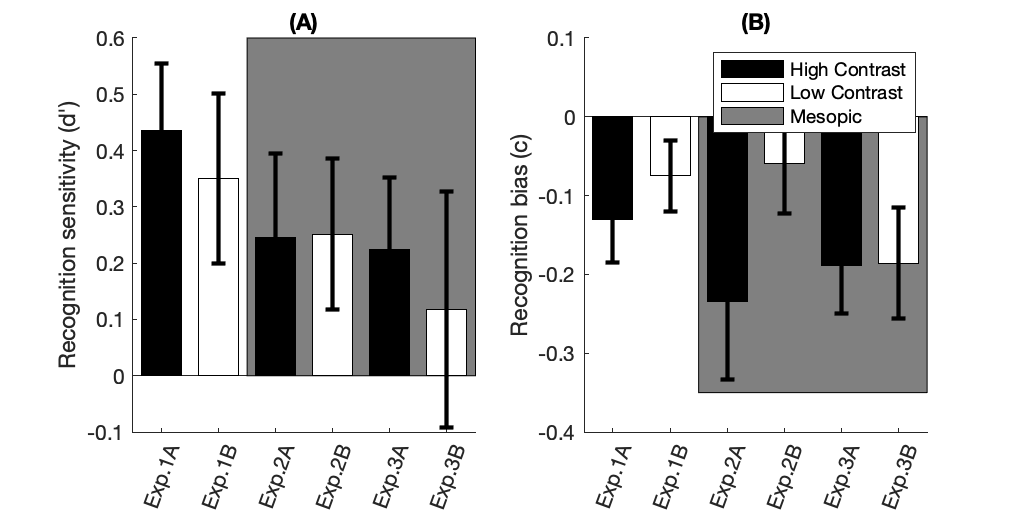 (A)
0.6
0.5
0.4
0.3
0.2
0.1
0
-0.1
Recognition sensitivity (d')
Exp.1A
Exp.1B
Exp.2A
Exp.2B
Exp.3A
Exp.3B
(B)
0.1
0
-0.1
-0.2
-0.3
-0.4
Recognition bias (c)
High Contrast
Low Contrast
Mesopic
Exp.1A
Exp.1B
Exp.2A
Exp.2B
Exp.3A
Exp.3B